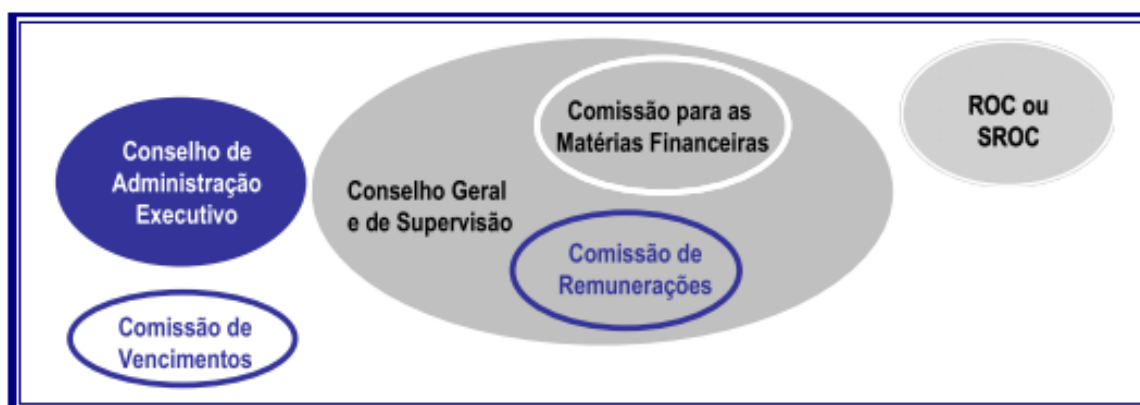 Conselho de
Administração
Executivo
Comissão de
Vencimentos
Conselho Geral
e de Supervisão
Comissão para as
Matérias Financeiras
Comissão de
Remunerações
ROC ou
SROC